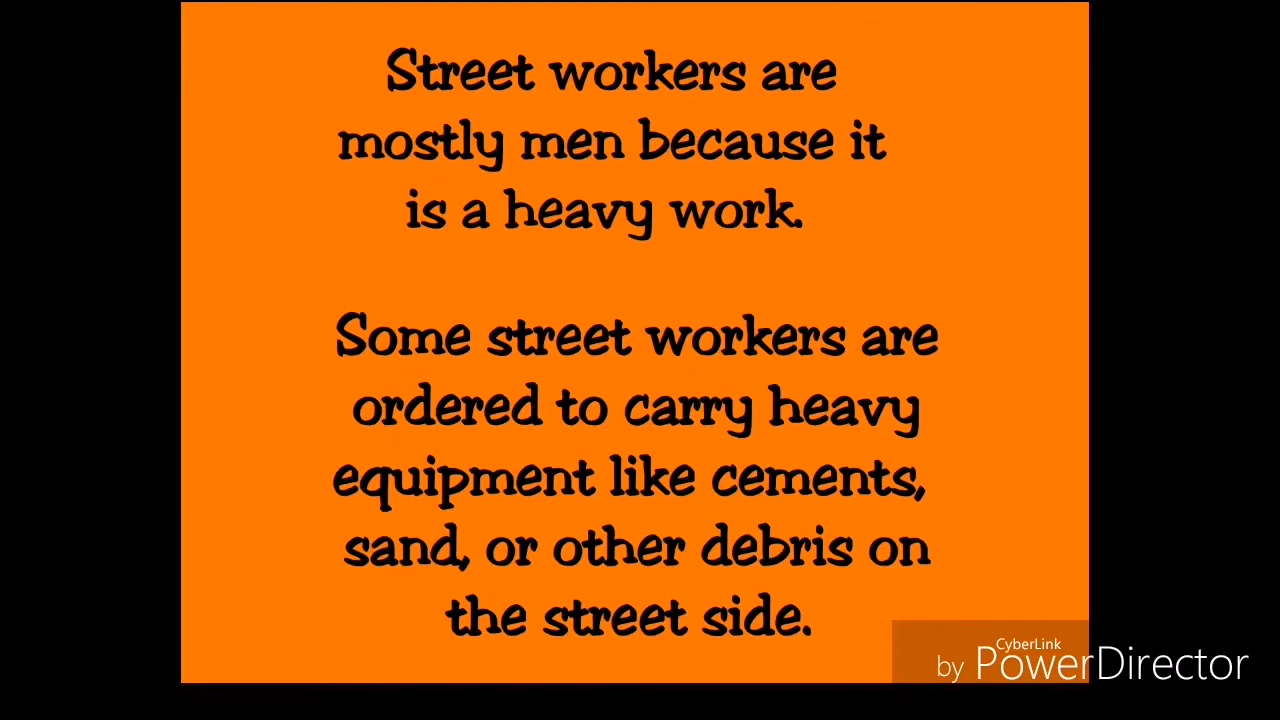 Street workers are
mostly men because it
is a heavy work.
Some street workers are
ordered to carry heavy
equipment like cements,
sand, or other debris on
the street side.
CyberLink
by PowerDirector